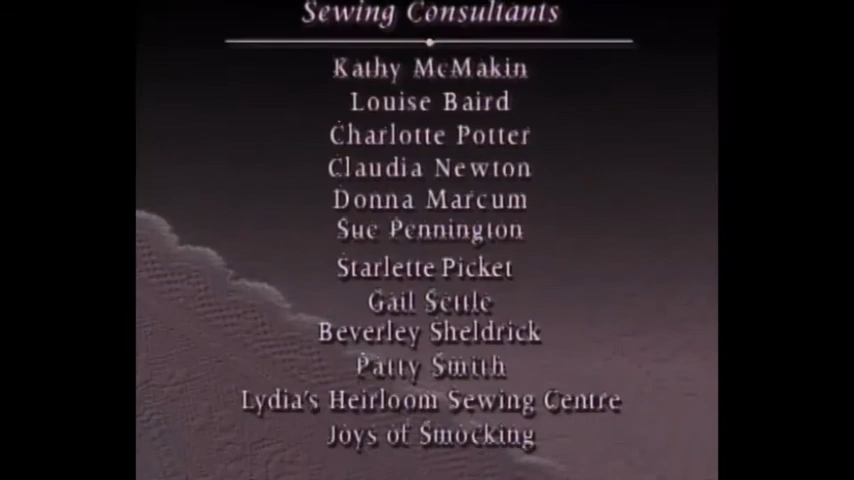 Sewing Consultants
Kathy McMakin
Louise Baird
Charlotte Potter
Claudia Newton
Donna Marcum
Sue Pennington
Starlette Picket
Gail Settle
Beverley Sheldrick
Patty Smith
Lydia's Heirloom Sewing Centre
Joys of Smocking